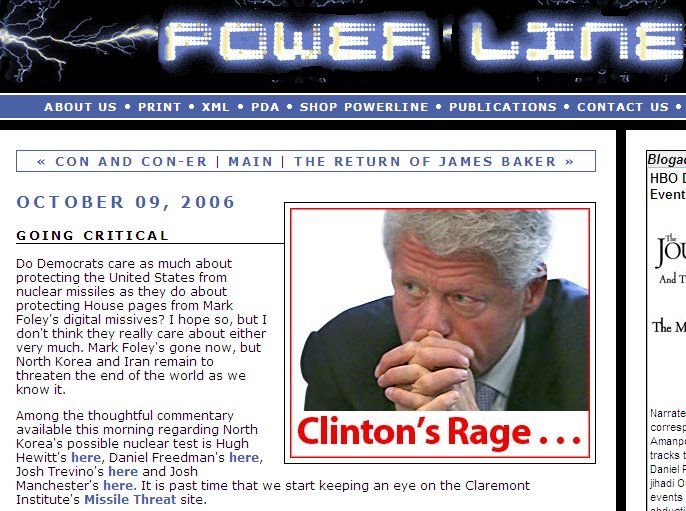 POWER LINE
ABOUT US • PRINT • XML • PDA • SHOP POWERLINE • PUBLICATIONS • CONTACT US •
« CON AND CON-ER | MAIN | THE RETURN OF JAMES BAKER »
OCTOBER 09, 2006
GOING CRITICAL
Do Democrats care as much about
protecting the United States from
nuclear missiles as they do about
protecting House pages from Mark
Foley's digital missives? I hope so, but I
don't think they really care about either
very much. Mark Foley's gone now, but
North Korea and Iran remain to
threaten the end of the world as we
know it.
Among the thoughtful commentary
available this morning regarding North
Korea's possible nuclear test is Hugh
Hewitt's here, Daniel Freedman's here,
Josh Trevino's here and Josh
Manchester's here. It is past time that we start keeping an eye on the Claremont
Institute's Missile Threat site.
Clinton's Rage . . .
Blogad
HBO D
Event
The
JOU
And T
The M
Narrate
corresp
Amanpo
tracks t
Daniel P
jihadi O
events